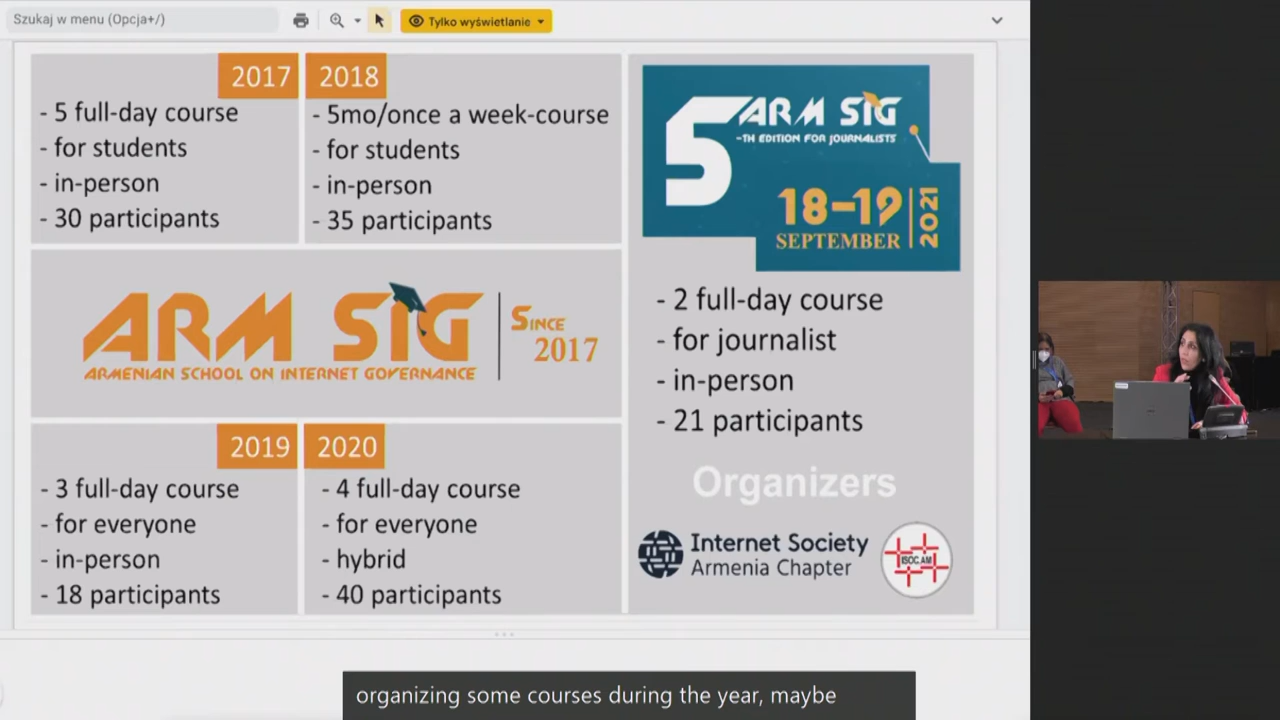 Szukaj w menu (Opcja+/)
Tylko wyświetlanie
2017
- 5 full-day course
- for students
- in-person
- 30 participants
2018
- 5mo/once a week-course
- for students
- in-person
- 35 participants
ARM SIG
ARMENIAN SCHOOL ON INTERNET GOVERNANCE
SINCE
2017
2019
- 3 full-day course
- for everyone
- in-person
- 18 participants
2020
- 4 full-day course
- for everyone
- hybrid
- 40 participants
5 ARM SIG
-TH EDITION FOR JOURNALISTS
18-19
SEPTEMBER
2021
- 2 full-day course
- for journalist
- in-person
- 21 participants
Organizers
Internet Society
Armenia Chapter
ISOC.AM
organizing some courses during the year, maybe